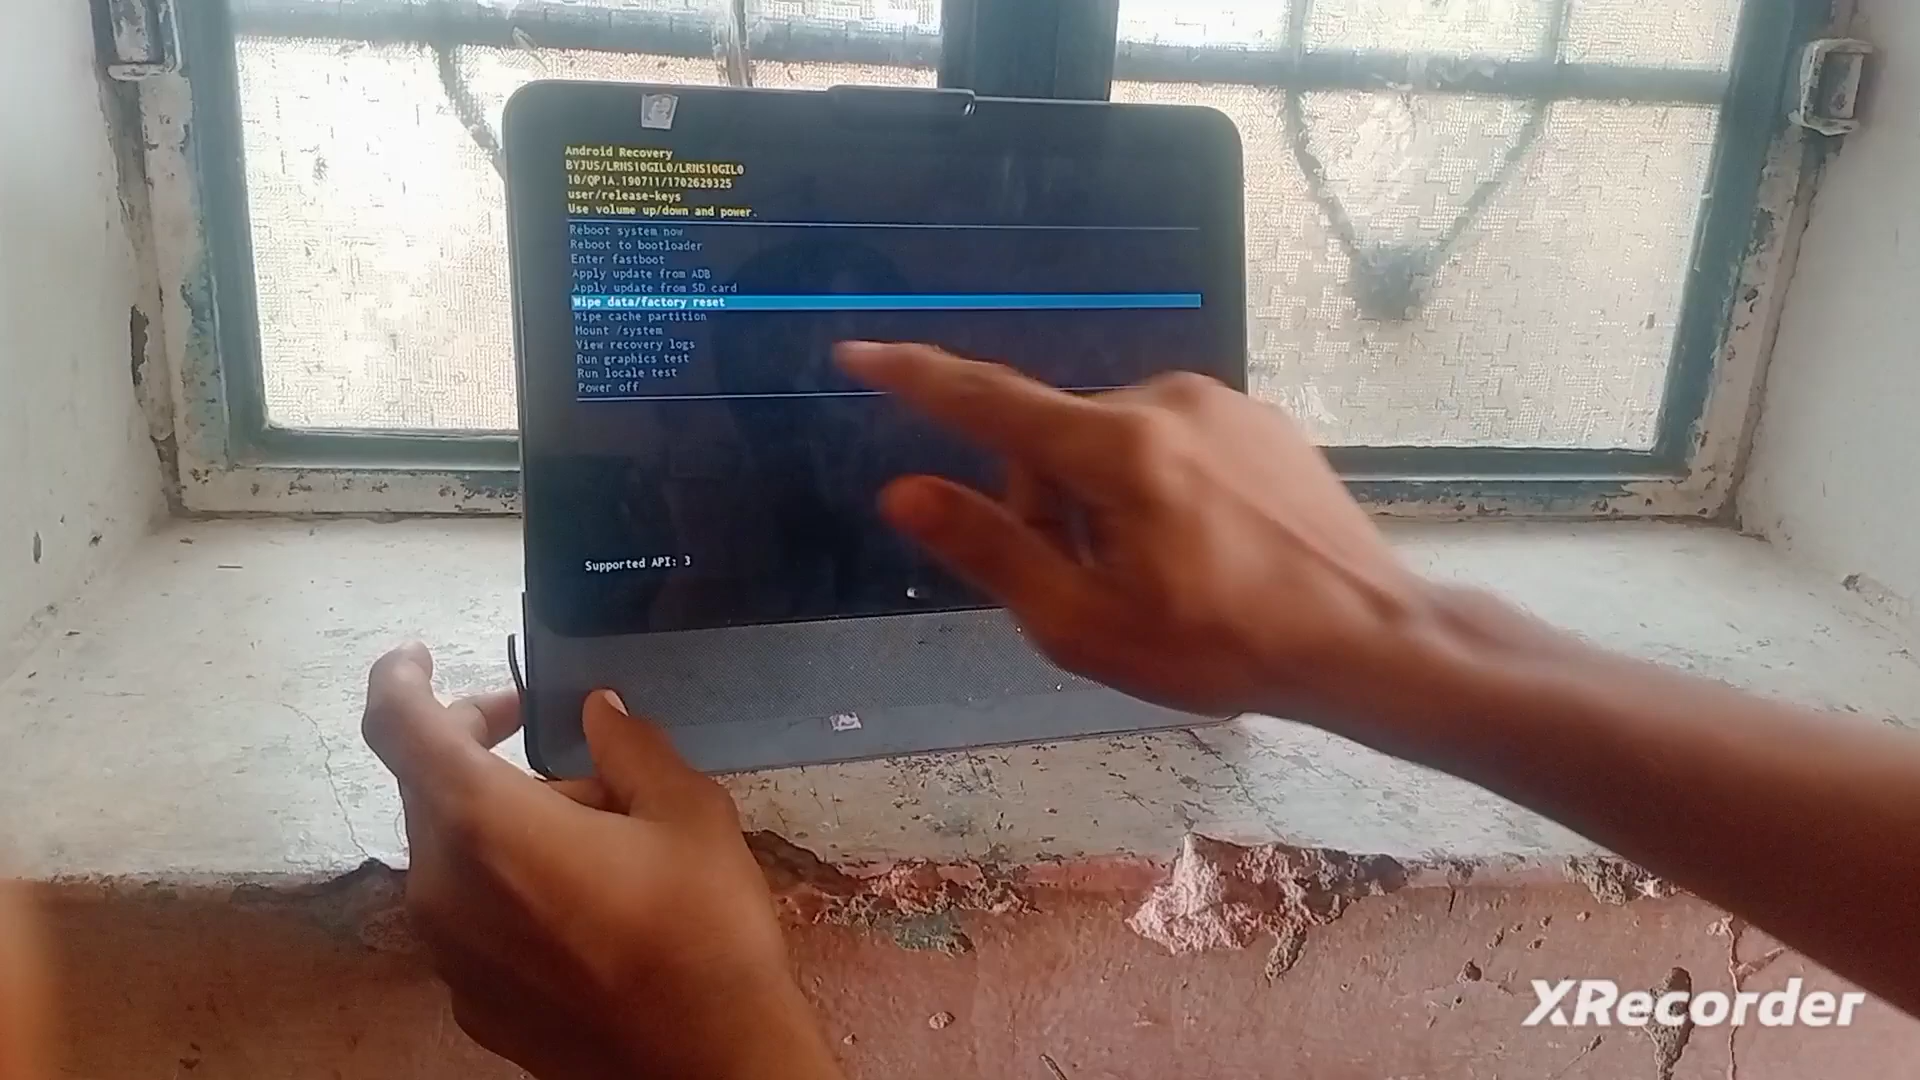 Android Recovery
BYJUS/LRNS10GIL0/LRNS10GIL0
10/QP1A.190711/1702629325
user/release-keys
Use volume up/down and power.
Reboot system now
Reboot to bootloader
Enter fastboot
Apply update from ADB
Apply update from SD card
Wipe data/factory reset
Wipe cache partition
Mount /system
View recovery logs
Run graphics test
Run locale test
Power off
Supported API: 3
XRecorder